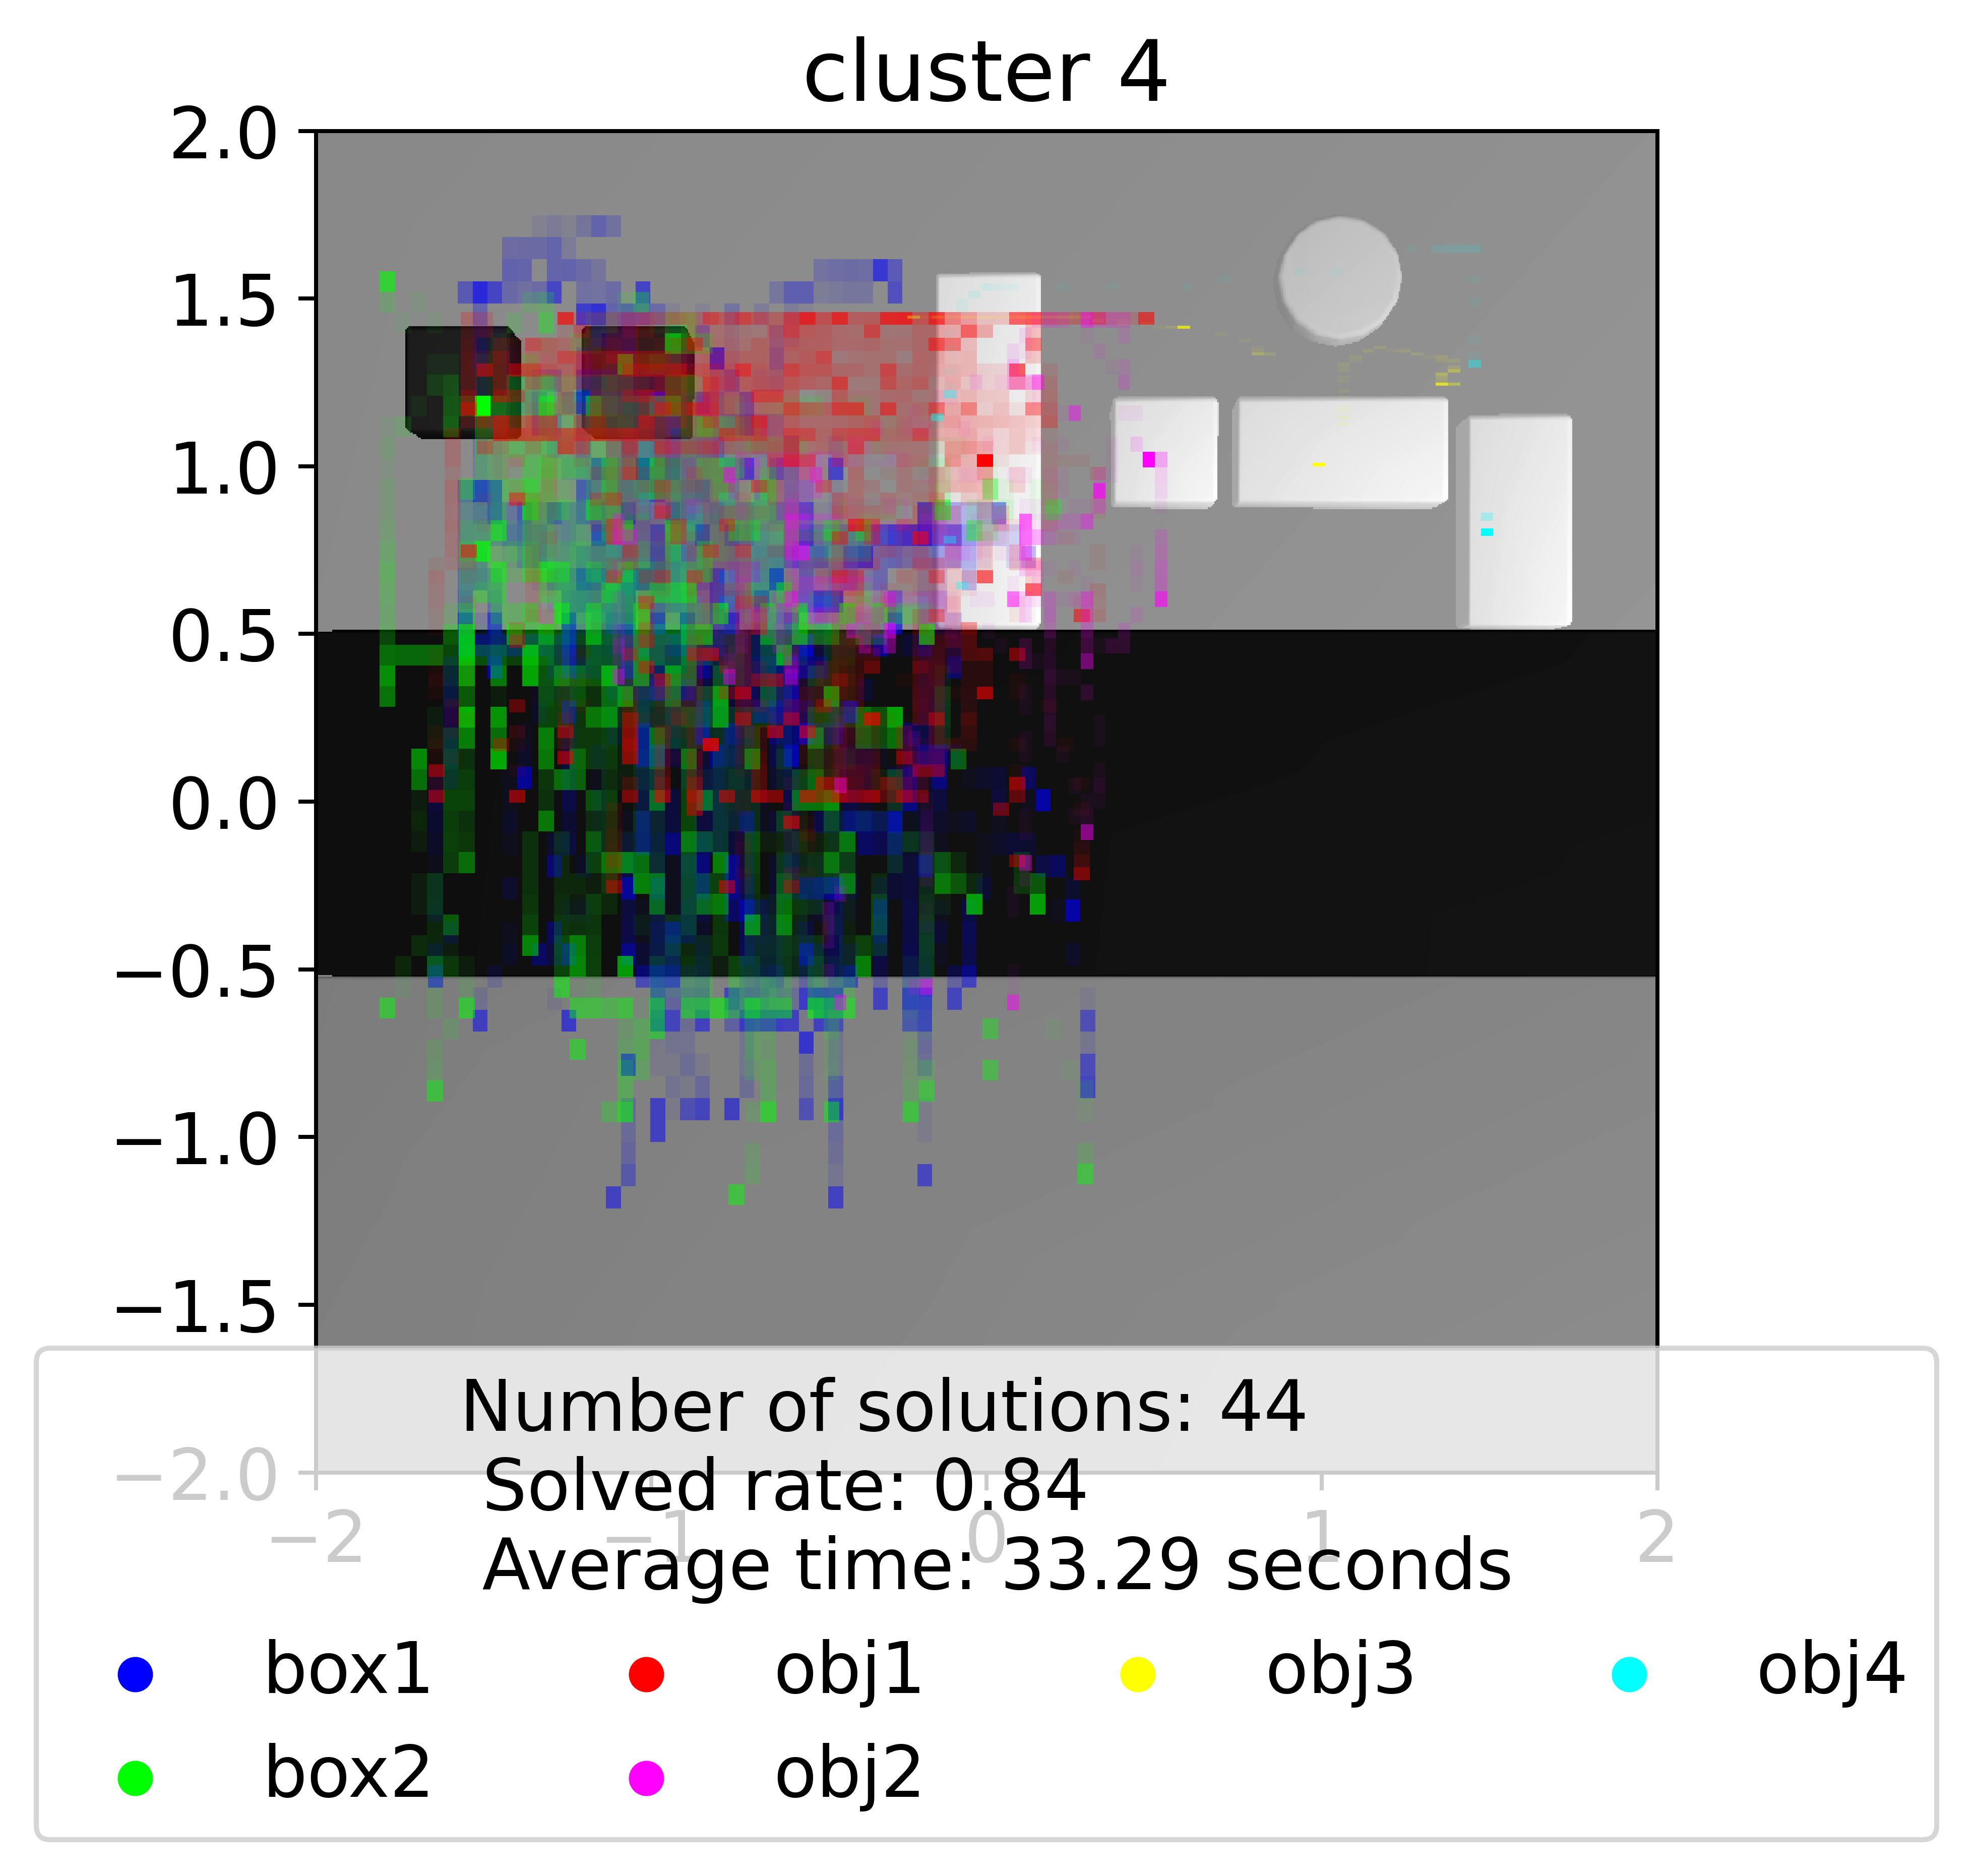 cluster 4
2.0
1.5
1.0
0.5
0.0
−0.5
−1.0
−1.5
−2.0
−2 −1 0 1 2
Number of solutions: 44
Solved rate: 0.84
Average time: 33.29 seconds
box1 obj1 obj3 obj4
box2 obj2